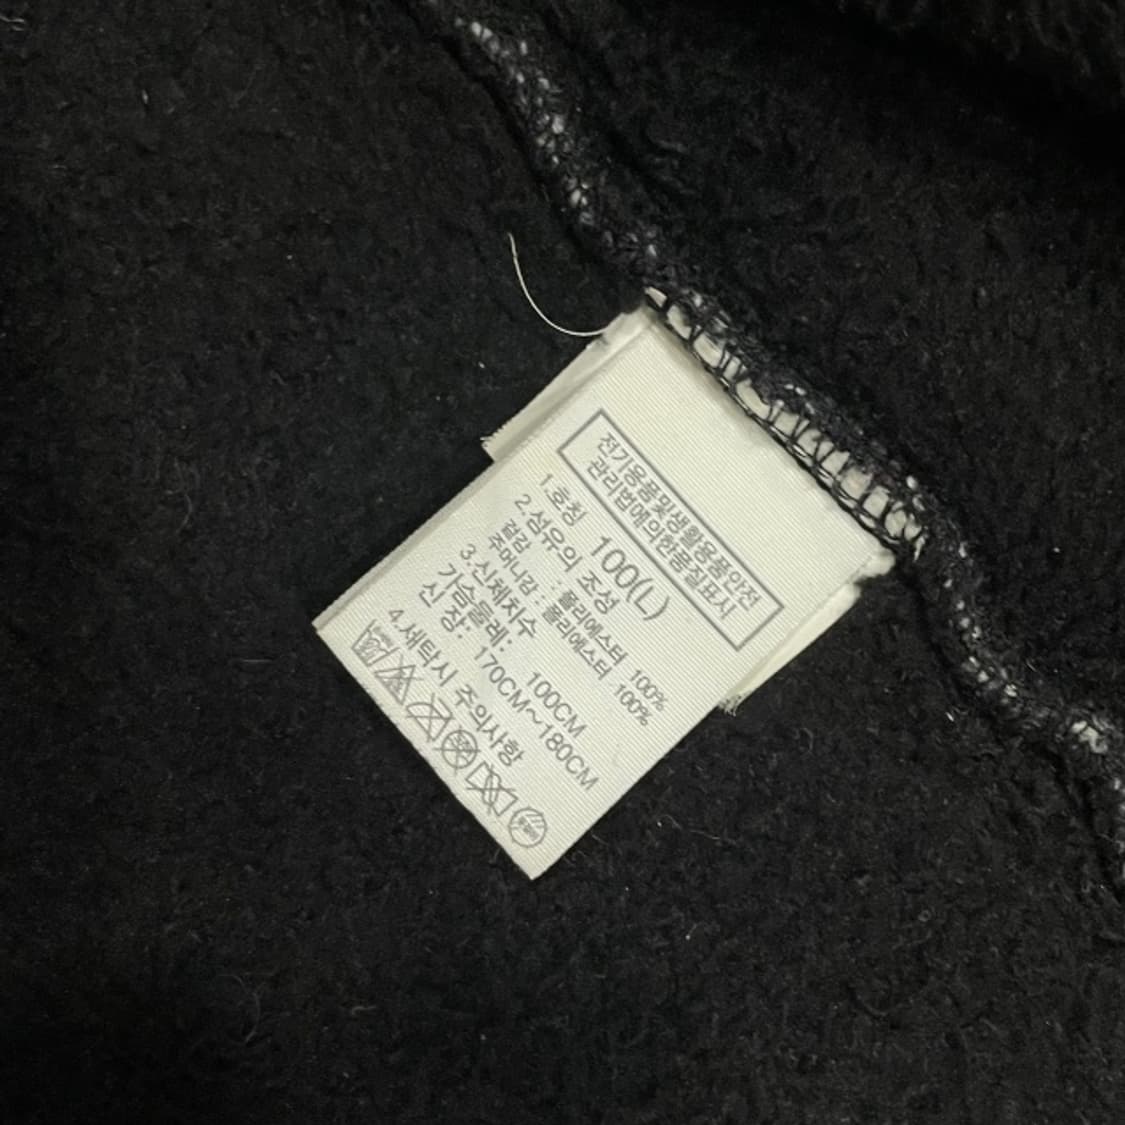 전기용품및생활용품안전
관리법에의한품질표시
1.호칭 100(L)
2.섬유의 조성
겉감 : 폴리에스터 100%
주머니감 : 폴리에스터 100%
3.신체치수
가슴둘레: 100CM
신 장: 170CM~180CM
4.세탁시 주의사항